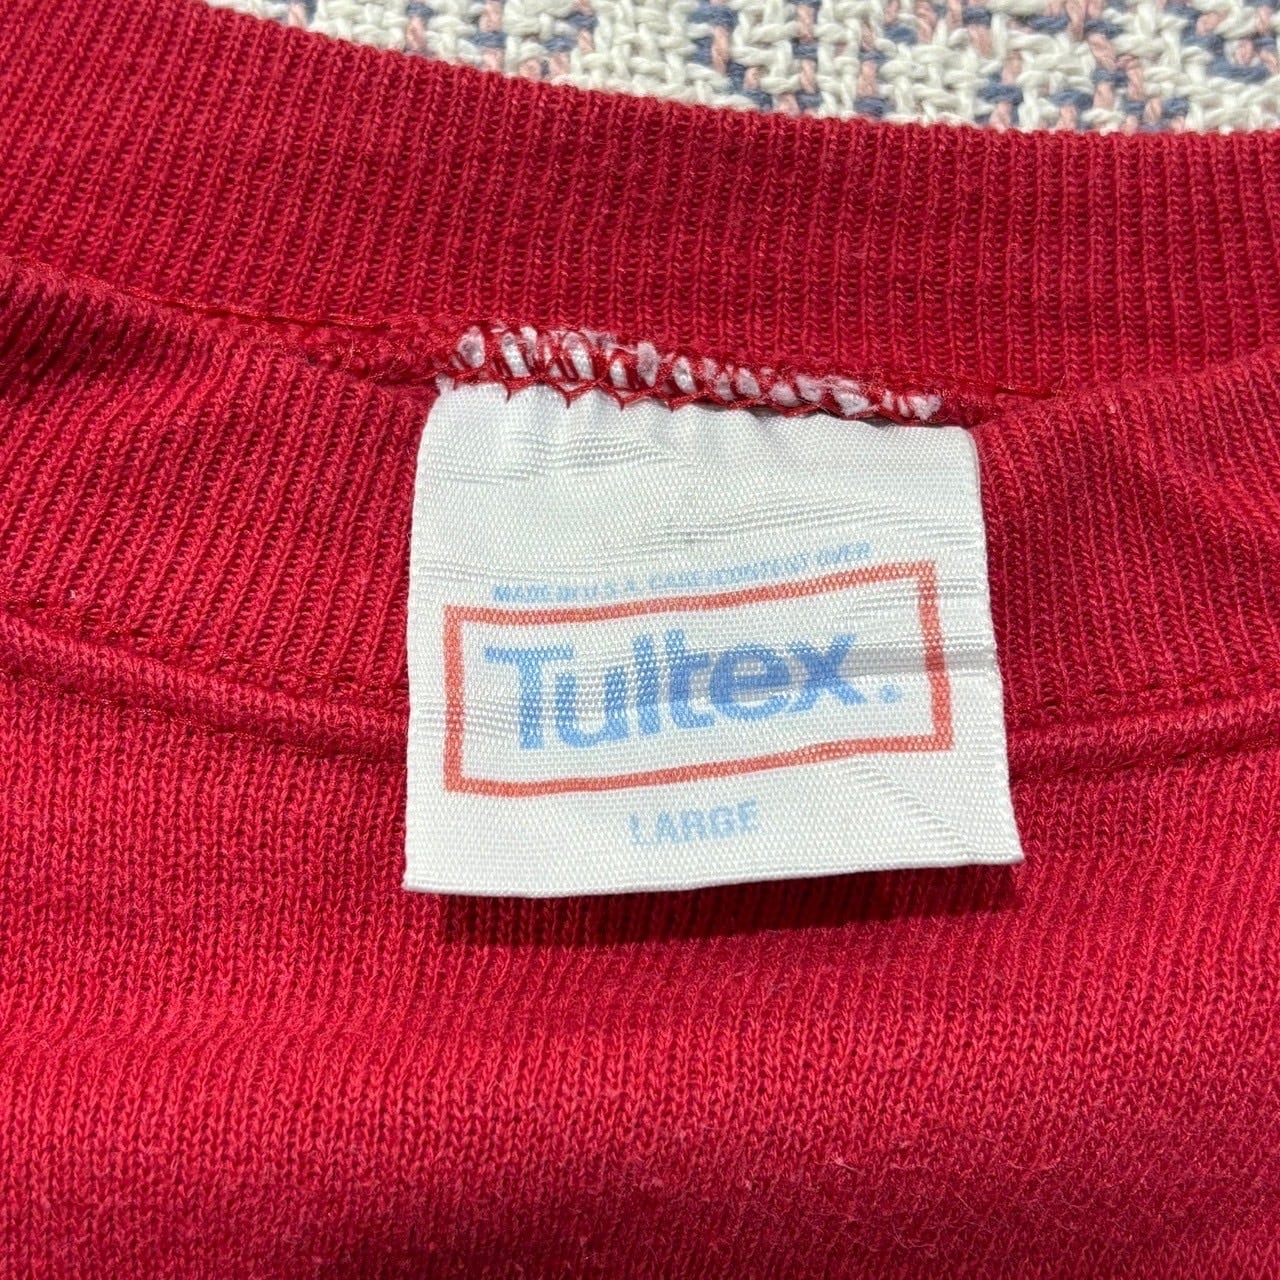 MADE IN U.S.A. CARE/CONTENT OVER
Tultex.
LARGE